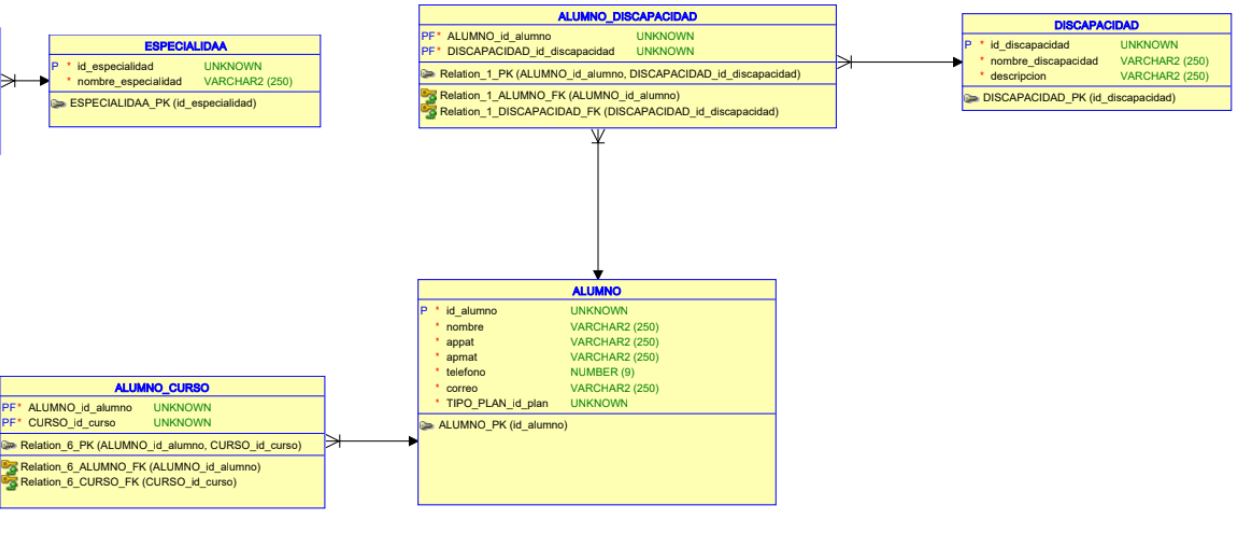 ESPECIALIDAA
P * id_especialidad UNKNOWN
* nombre_especialidad VARCHAR2 (250)
ESPECIALIDAA_PK (id_especialidad)
ALUMNO_DISCAPACIDAD
PF* ALUMNO_id_alumno UNKNOWN
PF* DISCAPACIDAD_id_discapacidad UNKNOWN
Relation_1_PK (ALUMNO_id_alumno, DISCAPACIDAD_id_discapacidad)
Relation_1_ALUMNO_FK (ALUMNO_id_alumno)
Relation_1_DISCAPACIDAD_FK (DISCAPACIDAD_id_discapacidad)
DISCAPACIDAD
P * id_discapacidad UNKNOWN
* nombre_discapacidad VARCHAR2 (250)
* descripcion VARCHAR2 (250)
DISCAPACIDAD_PK (id_discapacidad)
ALUMNO
P * id_alumno UNKNOWN
* nombre VARCHAR2 (250)
* appat VARCHAR2 (250)
* apmat VARCHAR2 (250)
* telefono NUMBER (9)
* correo VARCHAR2 (250)
* TIPO_PLAN_id_plan UNKNOWN
ALUMNO_PK (id_alumno)
ALUMNO_CURSO
PF* ALUMNO_id_alumno UNKNOWN
PF* CURSO_id_curso UNKNOWN
Relation_6_PK (ALUMNO_id_alumno, CURSO_id_curso)
Relation_6_ALUMNO_FK (ALUMNO_id_alumno)
Relation_6_CURSO_FK (CURSO_id_curso)